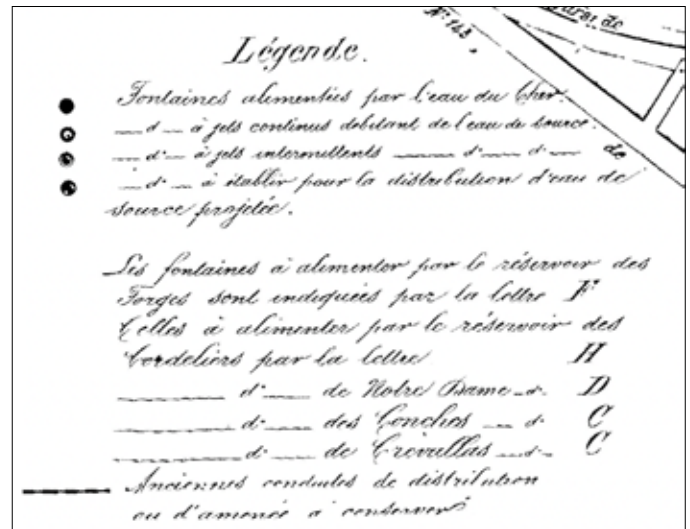 N° 143.
de
Légende.
Fontaines alimentées par l'eau du Cher.
— d° — à jets continus débitant de l'eau de source.
— d° — à jets intermittents — d° — d° — de
— d° — à établir pour la distribution d'eau de
source projetée.
Les fontaines à alimenter par le réservoir des
Forges sont indiquées par la lettre F
Celles à alimenter par le réservoir des
Cordeliers par la lettre H
— d° — de Notre Dame — d° D
— d° — des Conches — d° C
— d° — de Crevallas — d° C
Anciennes conduites de distribution
ou d'amenée à conserver